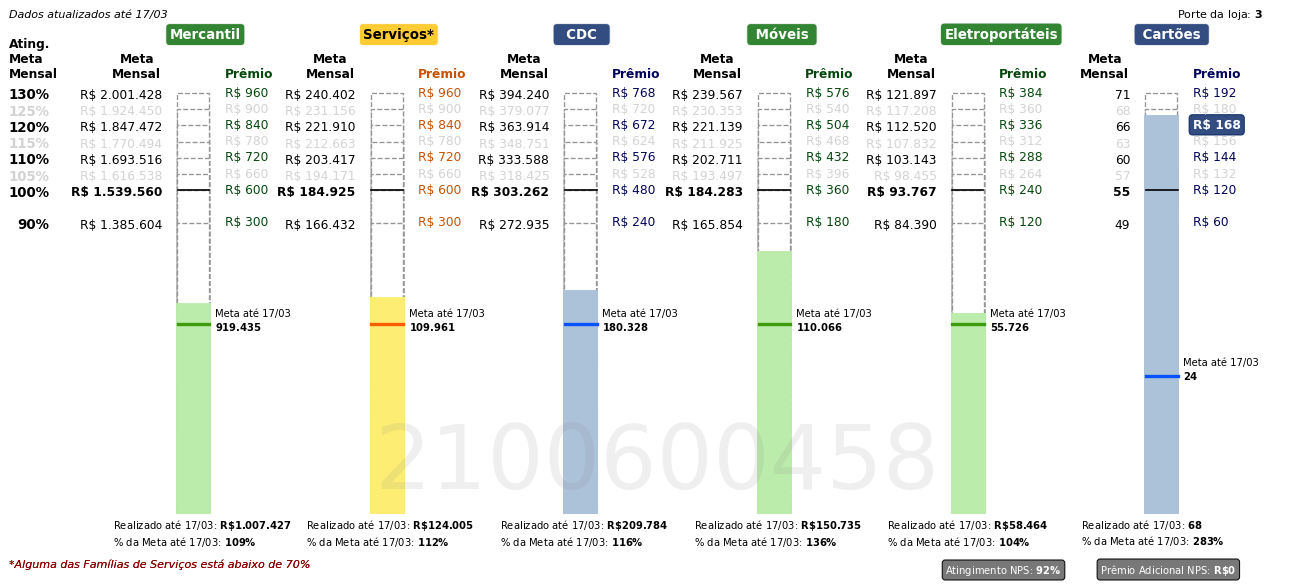 Dados atualizados até 17/03
Porte da loja: 3
Mercantil Serviços* CDC Móveis Eletroportáteis Cartões
Ating. Meta Mensal
Meta Mensal Prêmio Meta Mensal Prêmio Meta Mensal Prêmio Meta Mensal Prêmio Meta Mensal Prêmio Meta Mensal Prêmio
130% R$ 2.001.428 R$ 960 R$ 240.402 R$ 960 R$ 394.240 R$ 768 R$ 239.567 R$ 576 R$ 121.897 R$ 384 71 R$ 192
125% R$ 1.924.450 R$ 900 R$ 231.156 R$ 900 R$ 379.077 R$ 720 R$ 230.353 R$ 540 R$ 117.208 R$ 360 68 R$ 180
120% R$ 1.847.472 R$ 840 R$ 221.910 R$ 840 R$ 363.914 R$ 672 R$ 221.139 R$ 504 R$ 112.520 R$ 336 66 R$ 168
115% R$ 1.770.494 R$ 780 R$ 212.663 R$ 780 R$ 348.751 R$ 624 R$ 211.925 R$ 468 R$ 107.832 R$ 312 63 R$ 156
110% R$ 1.693.516 R$ 720 R$ 203.417 R$ 720 R$ 333.588 R$ 576 R$ 202.711 R$ 432 R$ 103.143 R$ 288 60 R$ 144
105% R$ 1.616.538 R$ 660 R$ 194.171 R$ 660 R$ 318.425 R$ 528 R$ 193.497 R$ 396 R$ 98.455 R$ 264 57 R$ 132
100% R$ 1.539.560 R$ 600 R$ 184.925 R$ 600 R$ 303.262 R$ 480 R$ 184.283 R$ 360 R$ 93.767 R$ 240 55 R$ 120
90% R$ 1.385.604 R$ 300 R$ 166.432 R$ 300 R$ 272.935 R$ 240 R$ 165.854 R$ 180 R$ 84.390 R$ 120 49 R$ 60
Meta até 17/03 Meta até 17/03 Meta até 17/03 Meta até 17/03 Meta até 17/03
919.435 109.961 180.328 110.066 55.726
Meta até 17/03
24
2100600458
Realizado até 17/03: R$1.007.427 Realizado até 17/03: R$124.005 Realizado até 17/03: R$209.784 Realizado até 17/03: R$150.735 Realizado até 17/03: R$58.464 Realizado até 17/03: 68
% da Meta até 17/03: 109% % da Meta até 17/03: 112% % da Meta até 17/03: 116% % da Meta até 17/03: 136% % da Meta até 17/03: 104% % da Meta até 17/03: 283%
*Alguma das Famílias de Serviços está abaixo de 70%
Atingimento NPS: 92% Prêmio Adicional NPS: R$0